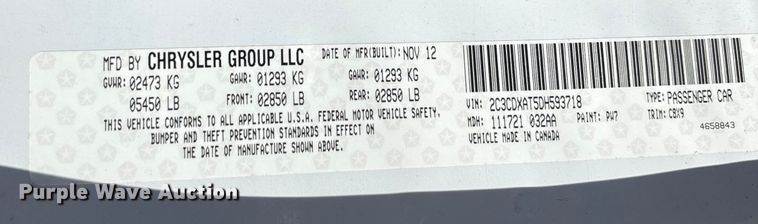 MFD BY CHRYSLER GROUP LLC DATE OF MFR(BUILT): NOV 12
GVWR: 02473 KG GAWR: 01293 KG GAWR: 01293 KG
05450 LB FRONT: 02850 LB REAR: 02850 LB
THIS VEHICLE CONFORMS TO ALL APPLICABLE U.S.A. FEDERAL MOTOR VEHICLE SAFETY,
BUMPER AND THEFT PREVENTION STANDARDS IN EFFECT ON
THE DATE OF MANUFACTURE SHOWN ABOVE.
VIN: 2C3CDXAT5DH593718 TYPE: PASSENGER CAR
MDH: 111721 032AA PAINT: PW7 TRIM: CBX9
VEHICLE MADE IN CANADA 4658843
Purple Wave Auction